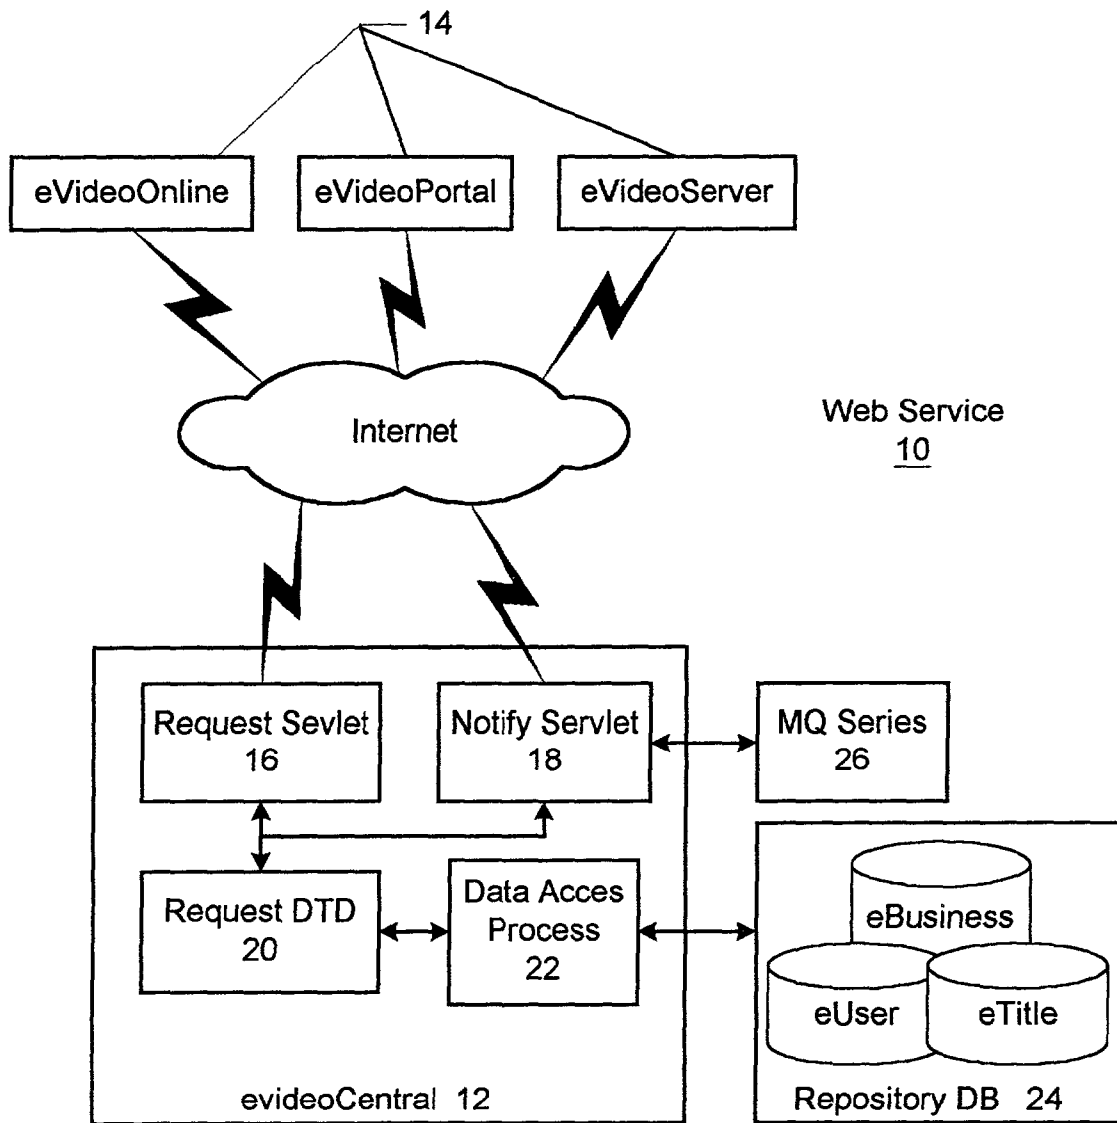 14
eVideoOnline
eVideoPortal
eVideoServer
Internet
Web Service
10
Request Sevlet
16
Notify Servlet
18
MQ Series
26
Request DTD
20
Data Acces
Process
22
eBusiness
eUser
eTitle
evideoCentral 12
Repository DB 24